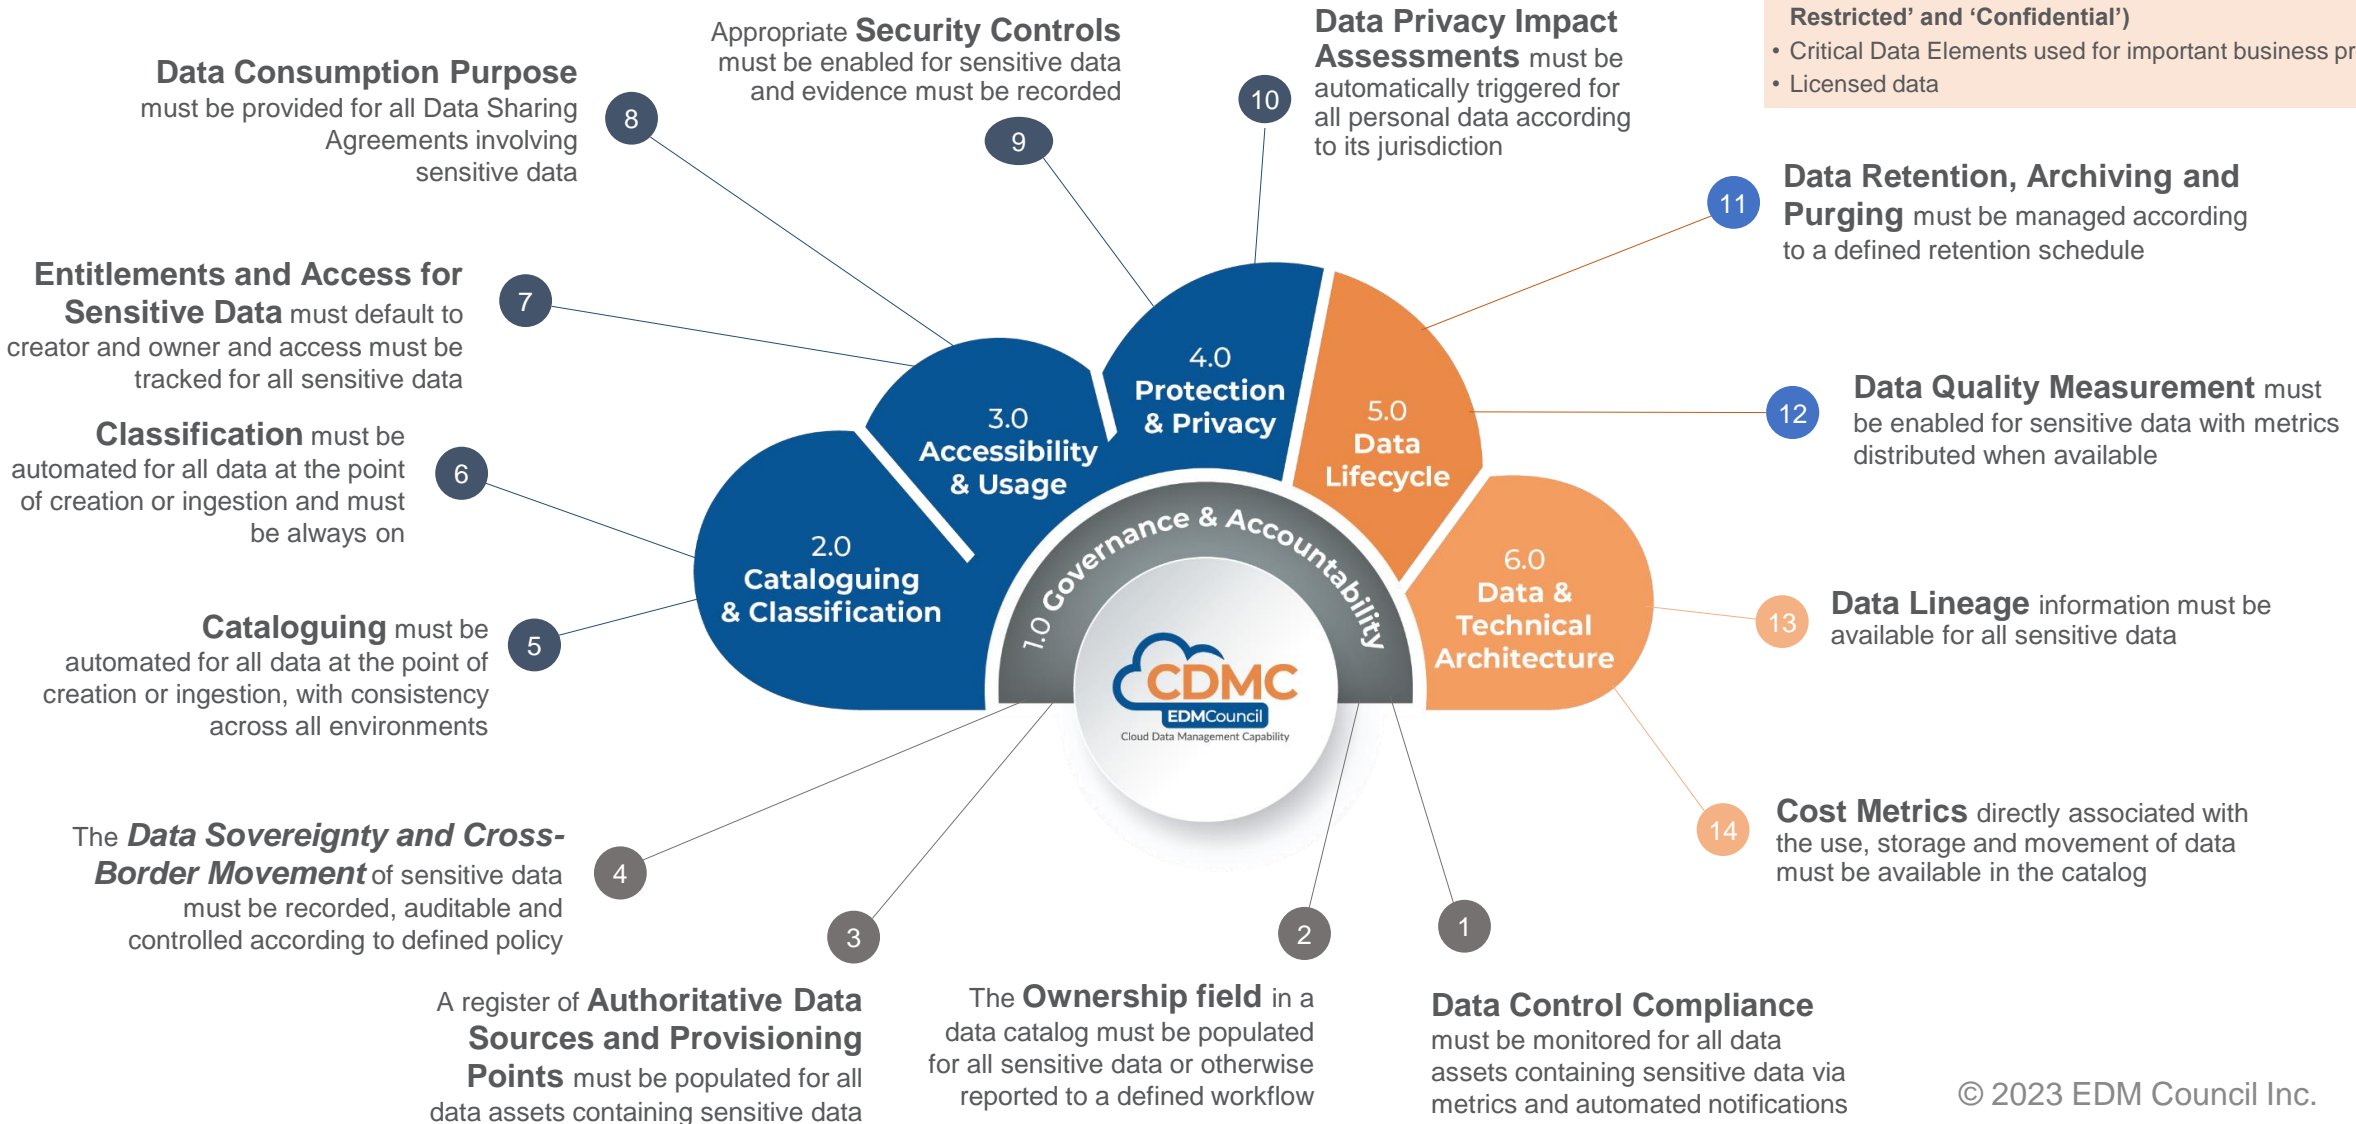 Restricted’ and ‘Confidential’)
• Critical Data Elements used for important business pr
• Licensed data
Data Consumption Purpose
must be provided for all Data Sharing
Agreements involving
sensitive data
8
Appropriate Security Controls
must be enabled for sensitive data
and evidence must be recorded
9
Data Privacy Impact
Assessments must be
automatically triggered for
all personal data according
to its jurisdiction
10
Data Retention, Archiving and
Purging must be managed according
to a defined retention schedule
11
Entitlements and Access for
Sensitive Data must default to
creator and owner and access must be
tracked for all sensitive data
7
Data Quality Measurement must
be enabled for sensitive data with metrics
distributed when available
12
Classification must be
automated for all data at the point
of creation or ingestion and must
be always on
6
4.0
Protection
& Privacy
3.0
Accessibility
& Usage
5.0
Data
Lifecycle
2.0
Cataloguing
& Classification
1.0 Governance & Accountability
6.0
Data &
Technical
Architecture
CDMC
EDMCouncil
Cloud Data Management Capability
Cataloguing must be
automated for all data at the point of
creation or ingestion, with consistency
across all environments
5
Data Lineage information must be
available for all sensitive data
13
Cost Metrics directly associated with
the use, storage and movement of data
must be available in the catalog
14
The Data Sovereignty and Cross-
Border Movement of sensitive data
must be recorded, auditable and
controlled according to defined policy
4
3
A register of Authoritative Data
Sources and Provisioning
Points must be populated for all
data assets containing sensitive data
2
The Ownership field in a
data catalog must be populated
for all sensitive data or otherwise
reported to a defined workflow
1
Data Control Compliance
must be monitored for all data
assets containing sensitive data via
metrics and automated notifications
© 2023 EDM Council Inc.